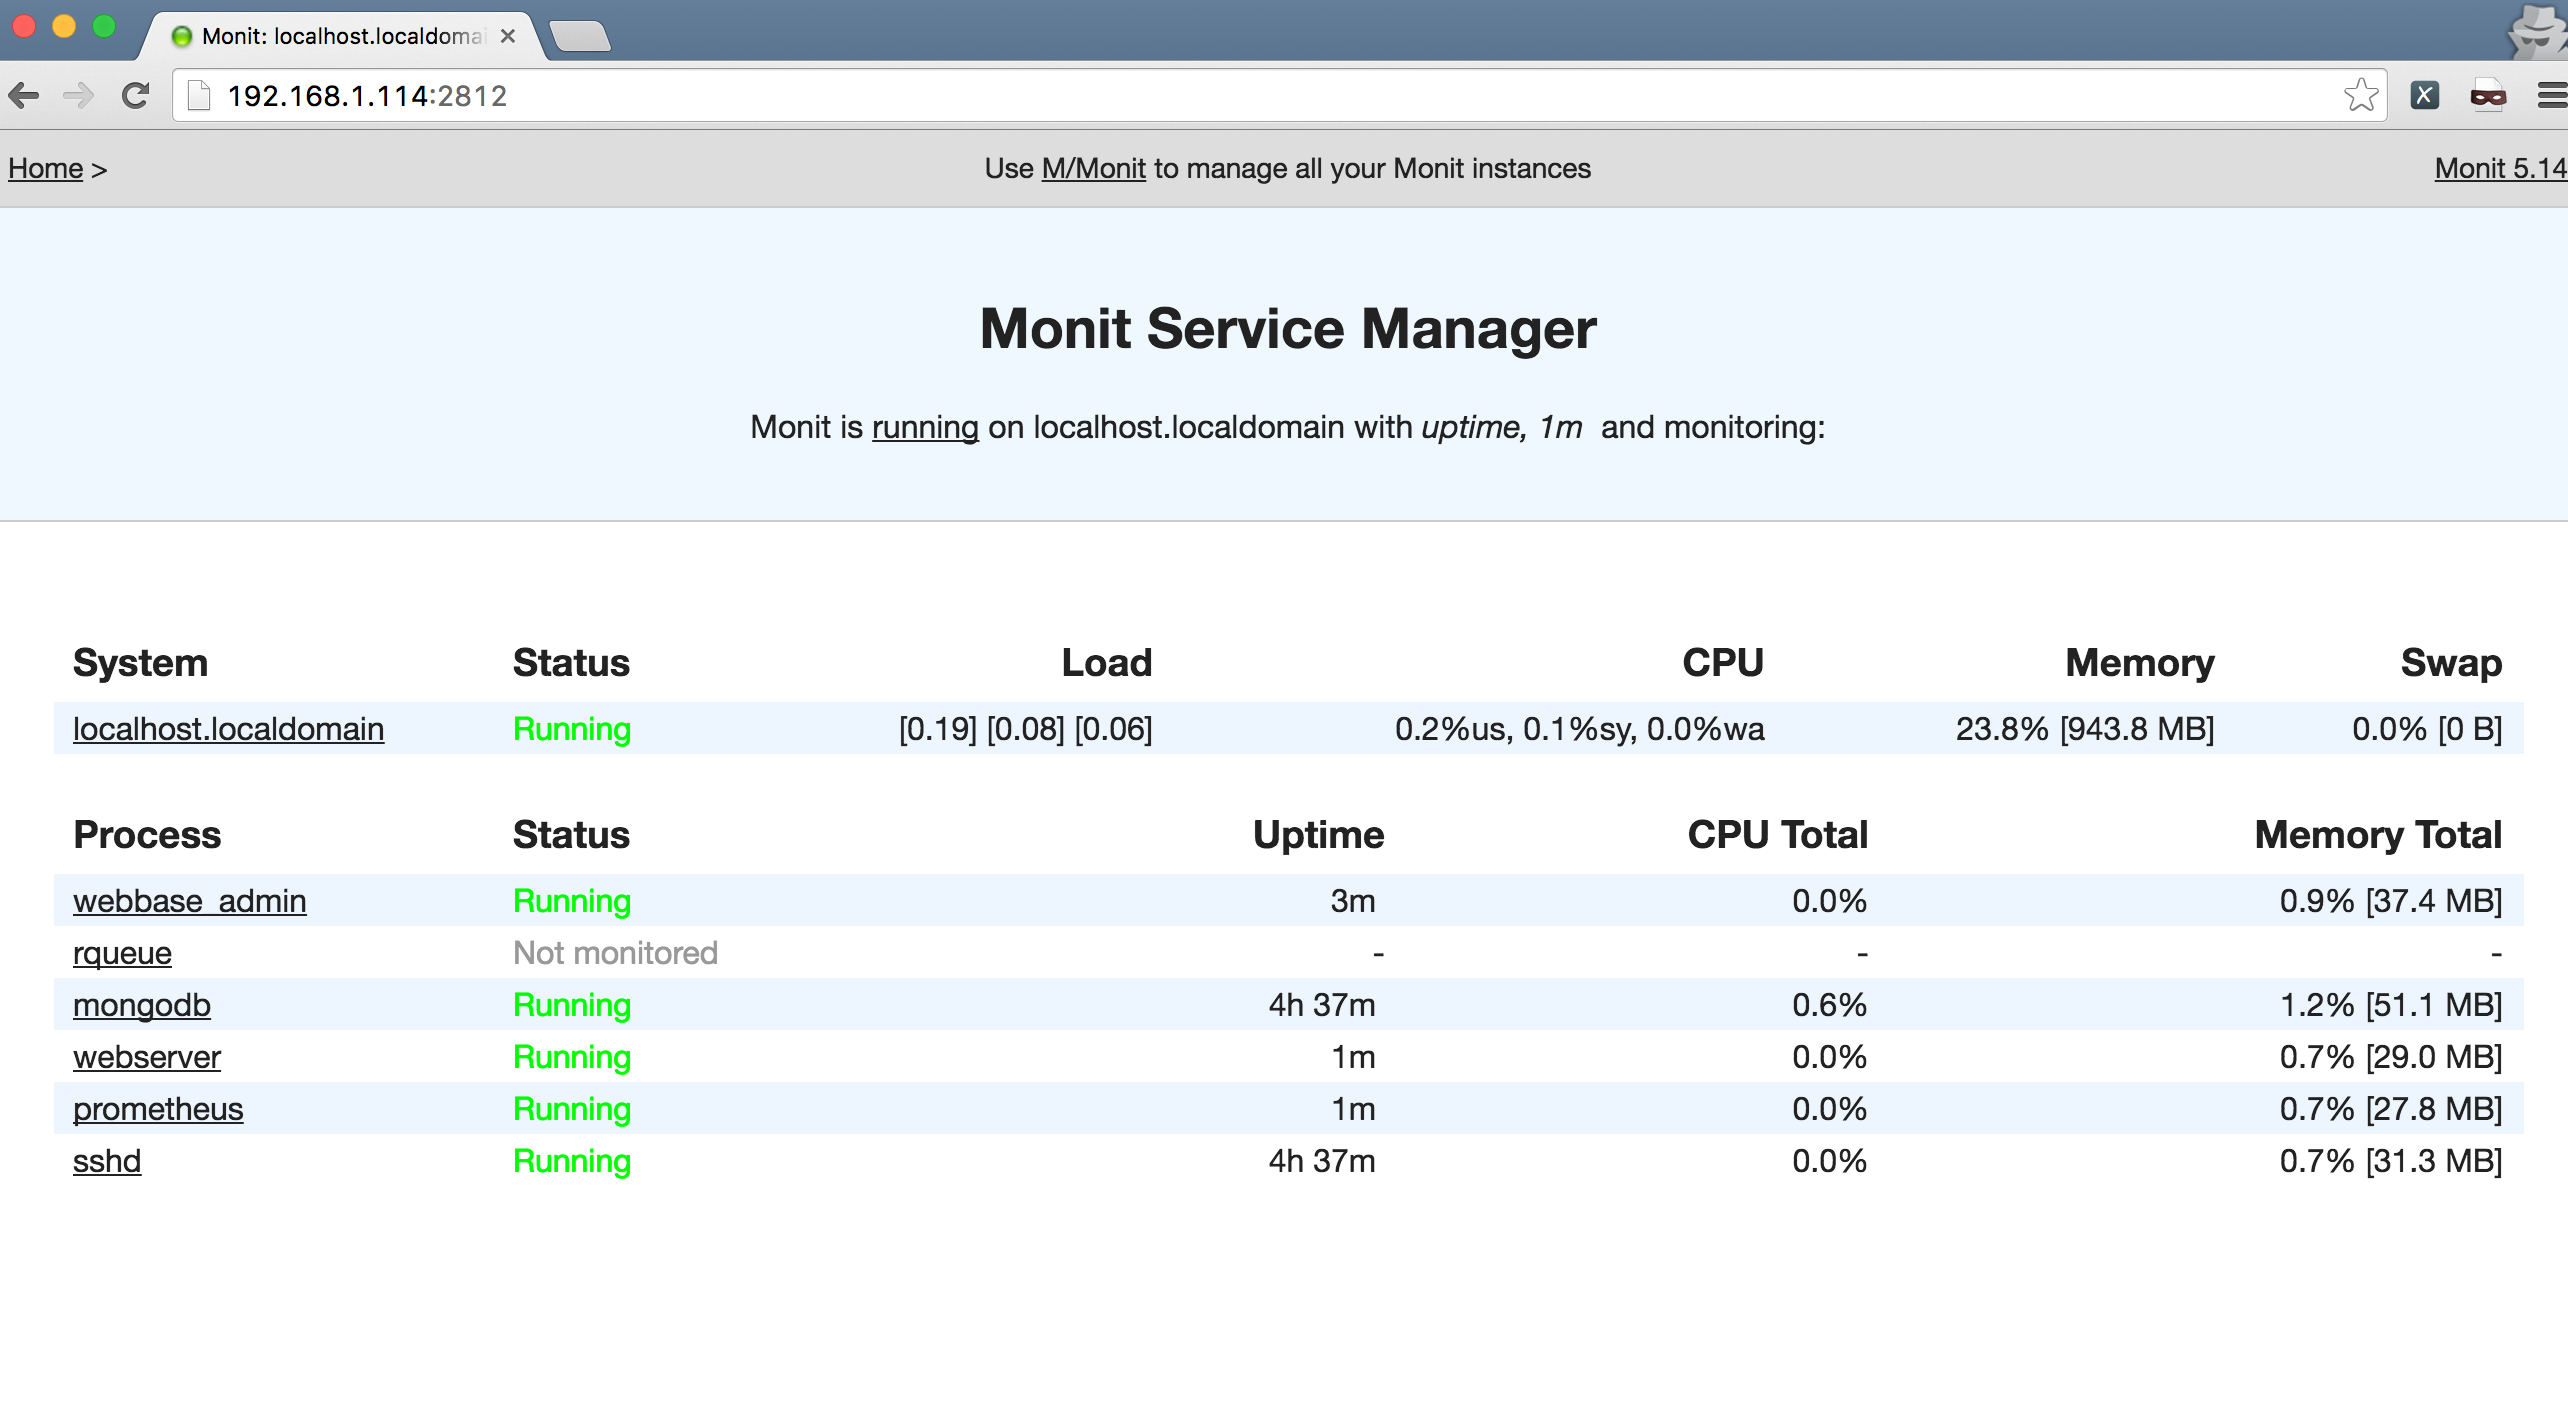 Monit: localhost.localdomai
192.168.1.114:2812
Home > Use M/Monit to manage all your Monit instances Monit 5.14
Monit Service Manager
Monit is running on localhost.localdomain with uptime, 1m and monitoring:
System Status Load CPU Memory Swap
localhost.localdomain Running [0.19] [0.08] [0.06] 0.2%us, 0.1%sy, 0.0%wa 23.8% [943.8 MB] 0.0% [0 B]
Process Status Uptime CPU Total Memory Total
webbase_admin Running 3m 0.0% 0.9% [37.4 MB]
rqueue Not monitored - - -
mongodb Running 4h 37m 0.6% 1.2% [51.1 MB]
webserver Running 1m 0.0% 0.7% [29.0 MB]
prometheus Running 1m 0.0% 0.7% [27.8 MB]
sshd Running 4h 37m 0.0% 0.7% [31.3 MB]